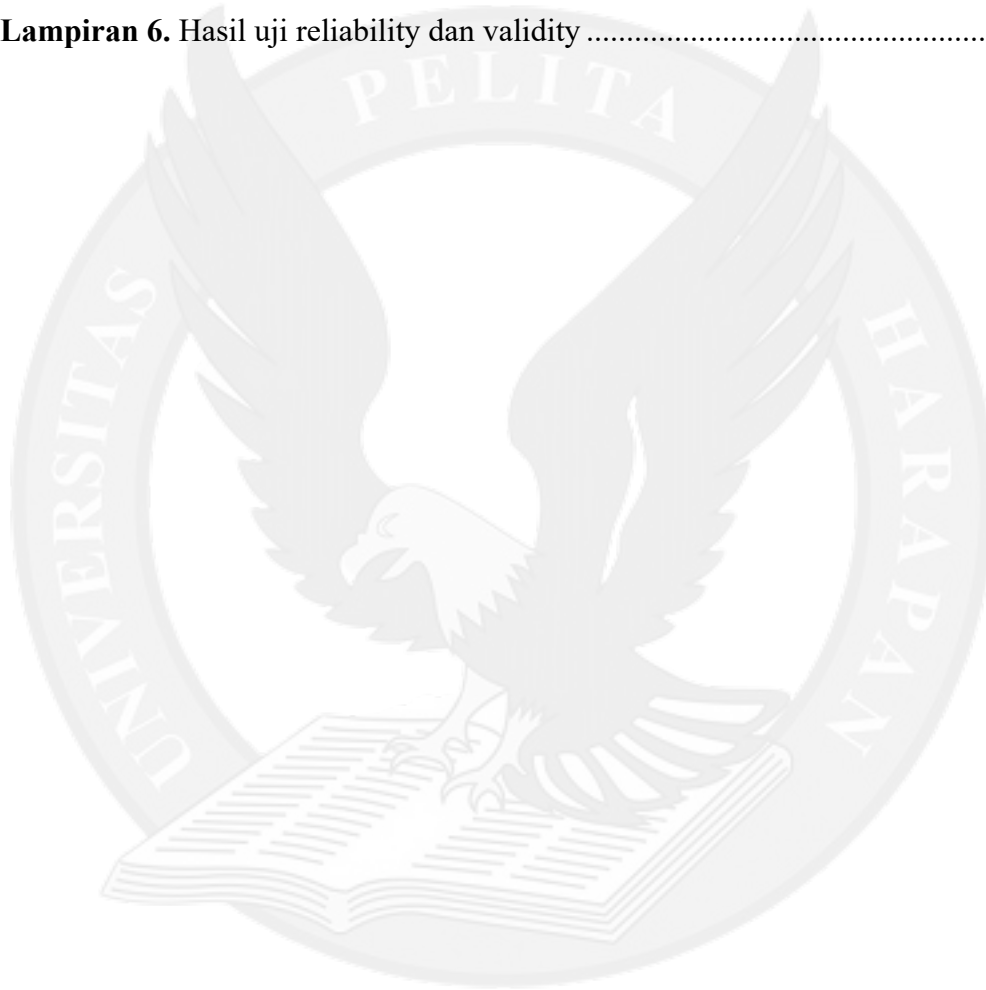 Lampiran 6. Hasil uji reliability dan validity ............................................
PELITA
UNIVERSITAS
HARAPAN